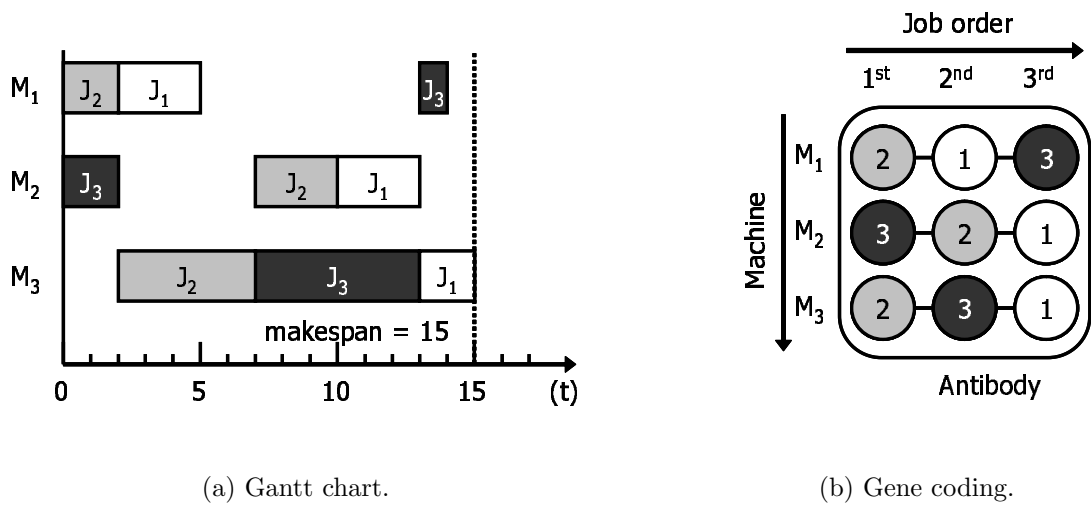 M1 J2 J1 J3
M2 J3 J2 J1
M3 J2 J3 J1
makespan = 15
0 5 10 15 (t)
(a) Gantt chart.
Job order
1st 2nd 3rd
Machine
M1 2 1 3
M2 3 2 1
M3 2 3 1
Antibody
(b) Gene coding.